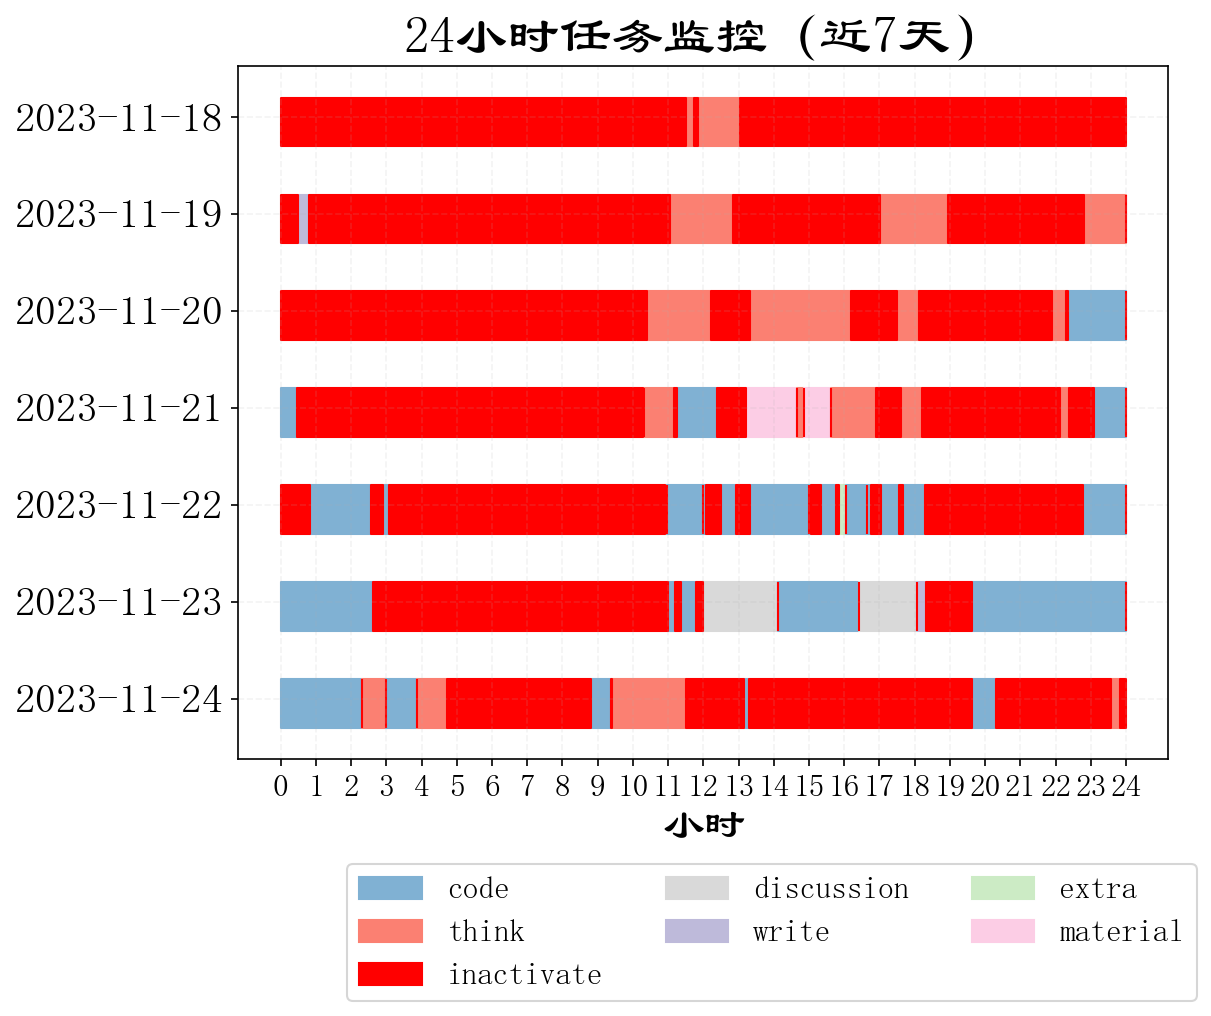 24小时任务监控 (近7天)
2023-11-18
2023-11-19
2023-11-20
2023-11-21
2023-11-22
2023-11-23
2023-11-24
0 1 2 3 4 5 6 7 8 9 10 11 12 13 14 15 16 17 18 19 20 21 22 23 24
小时
code discussion extra
think write material
inactivate